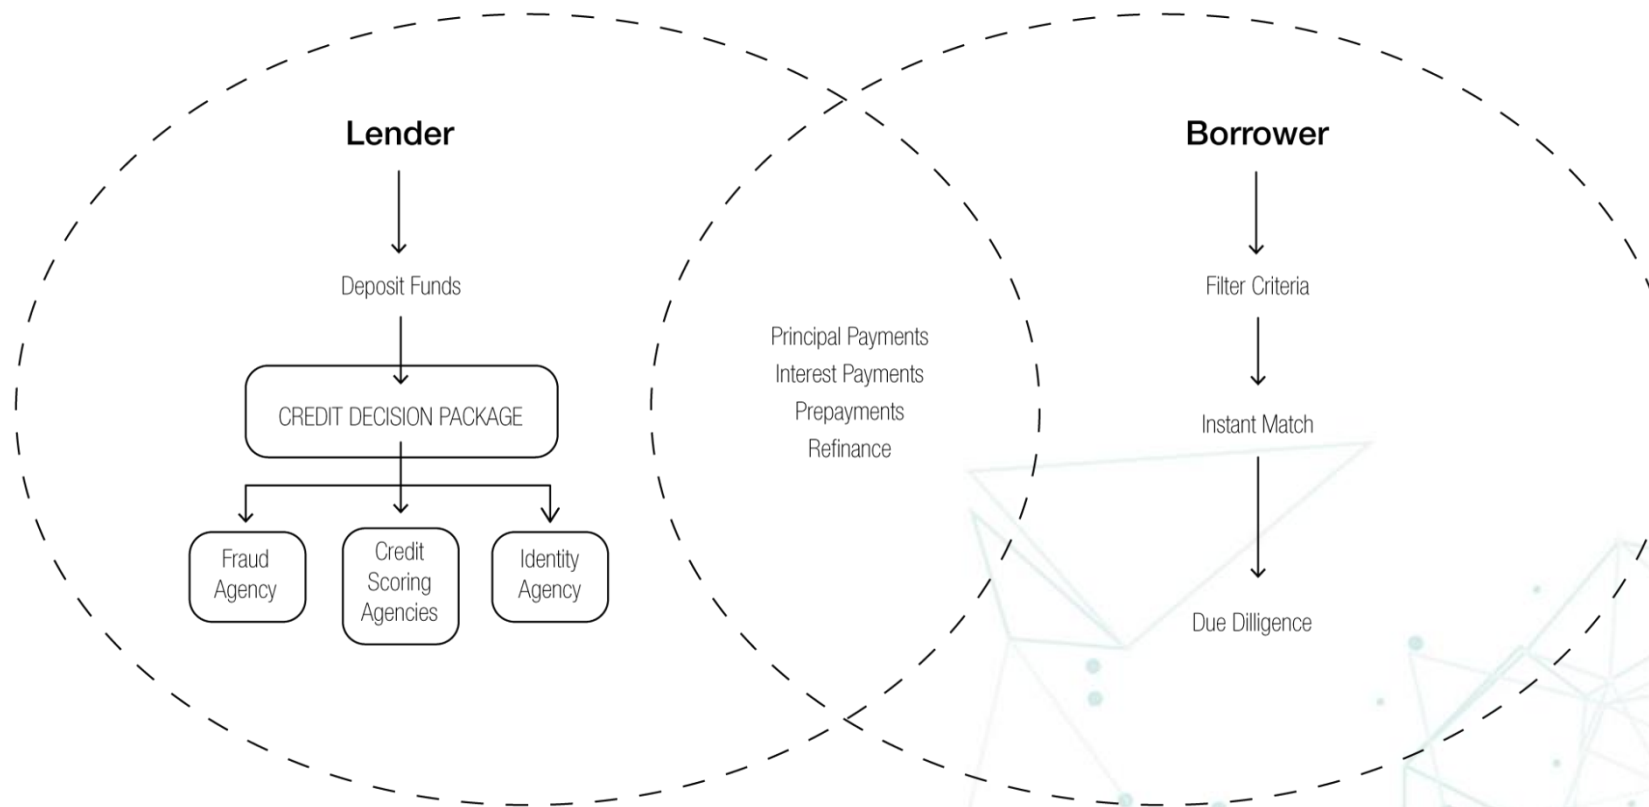 Lender
Deposit Funds
CREDIT DECISION PACKAGE
Fraud
Agency
Credit
Scoring
Agencies
Identity
Agency
Principal Payments
Interest Payments
Prepayments
Refinance
Borrower
Filter Criteria
Instant Match
Due Dilligence